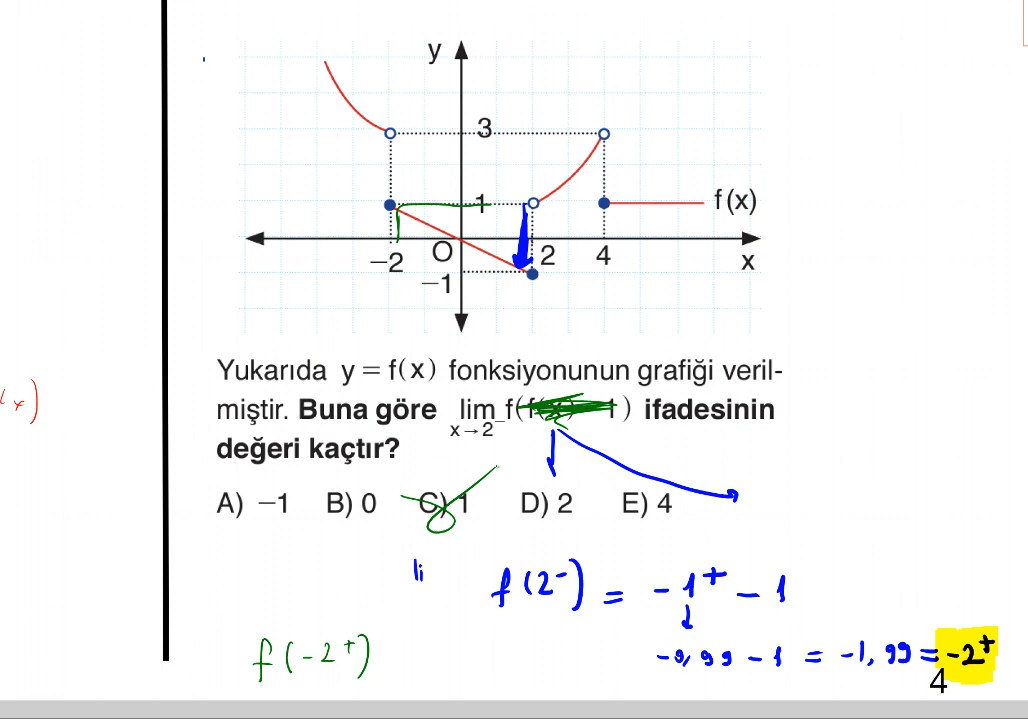 y
3
1
f(x)
−2
O
2
4
x
−1
Yukarıda y = f(x) fonksiyonunun grafiği veril-
miştir. Buna göre lim f(f(x) − 1) ifadesinin
x→2⁻
değeri kaçtır?
A) −1 B) 0 C) 1 D) 2 E) 4
li
f(2⁻) = −1⁺ − 1
−0,99 − 1 = −1,99 = −2⁺
f(−2⁺)
4